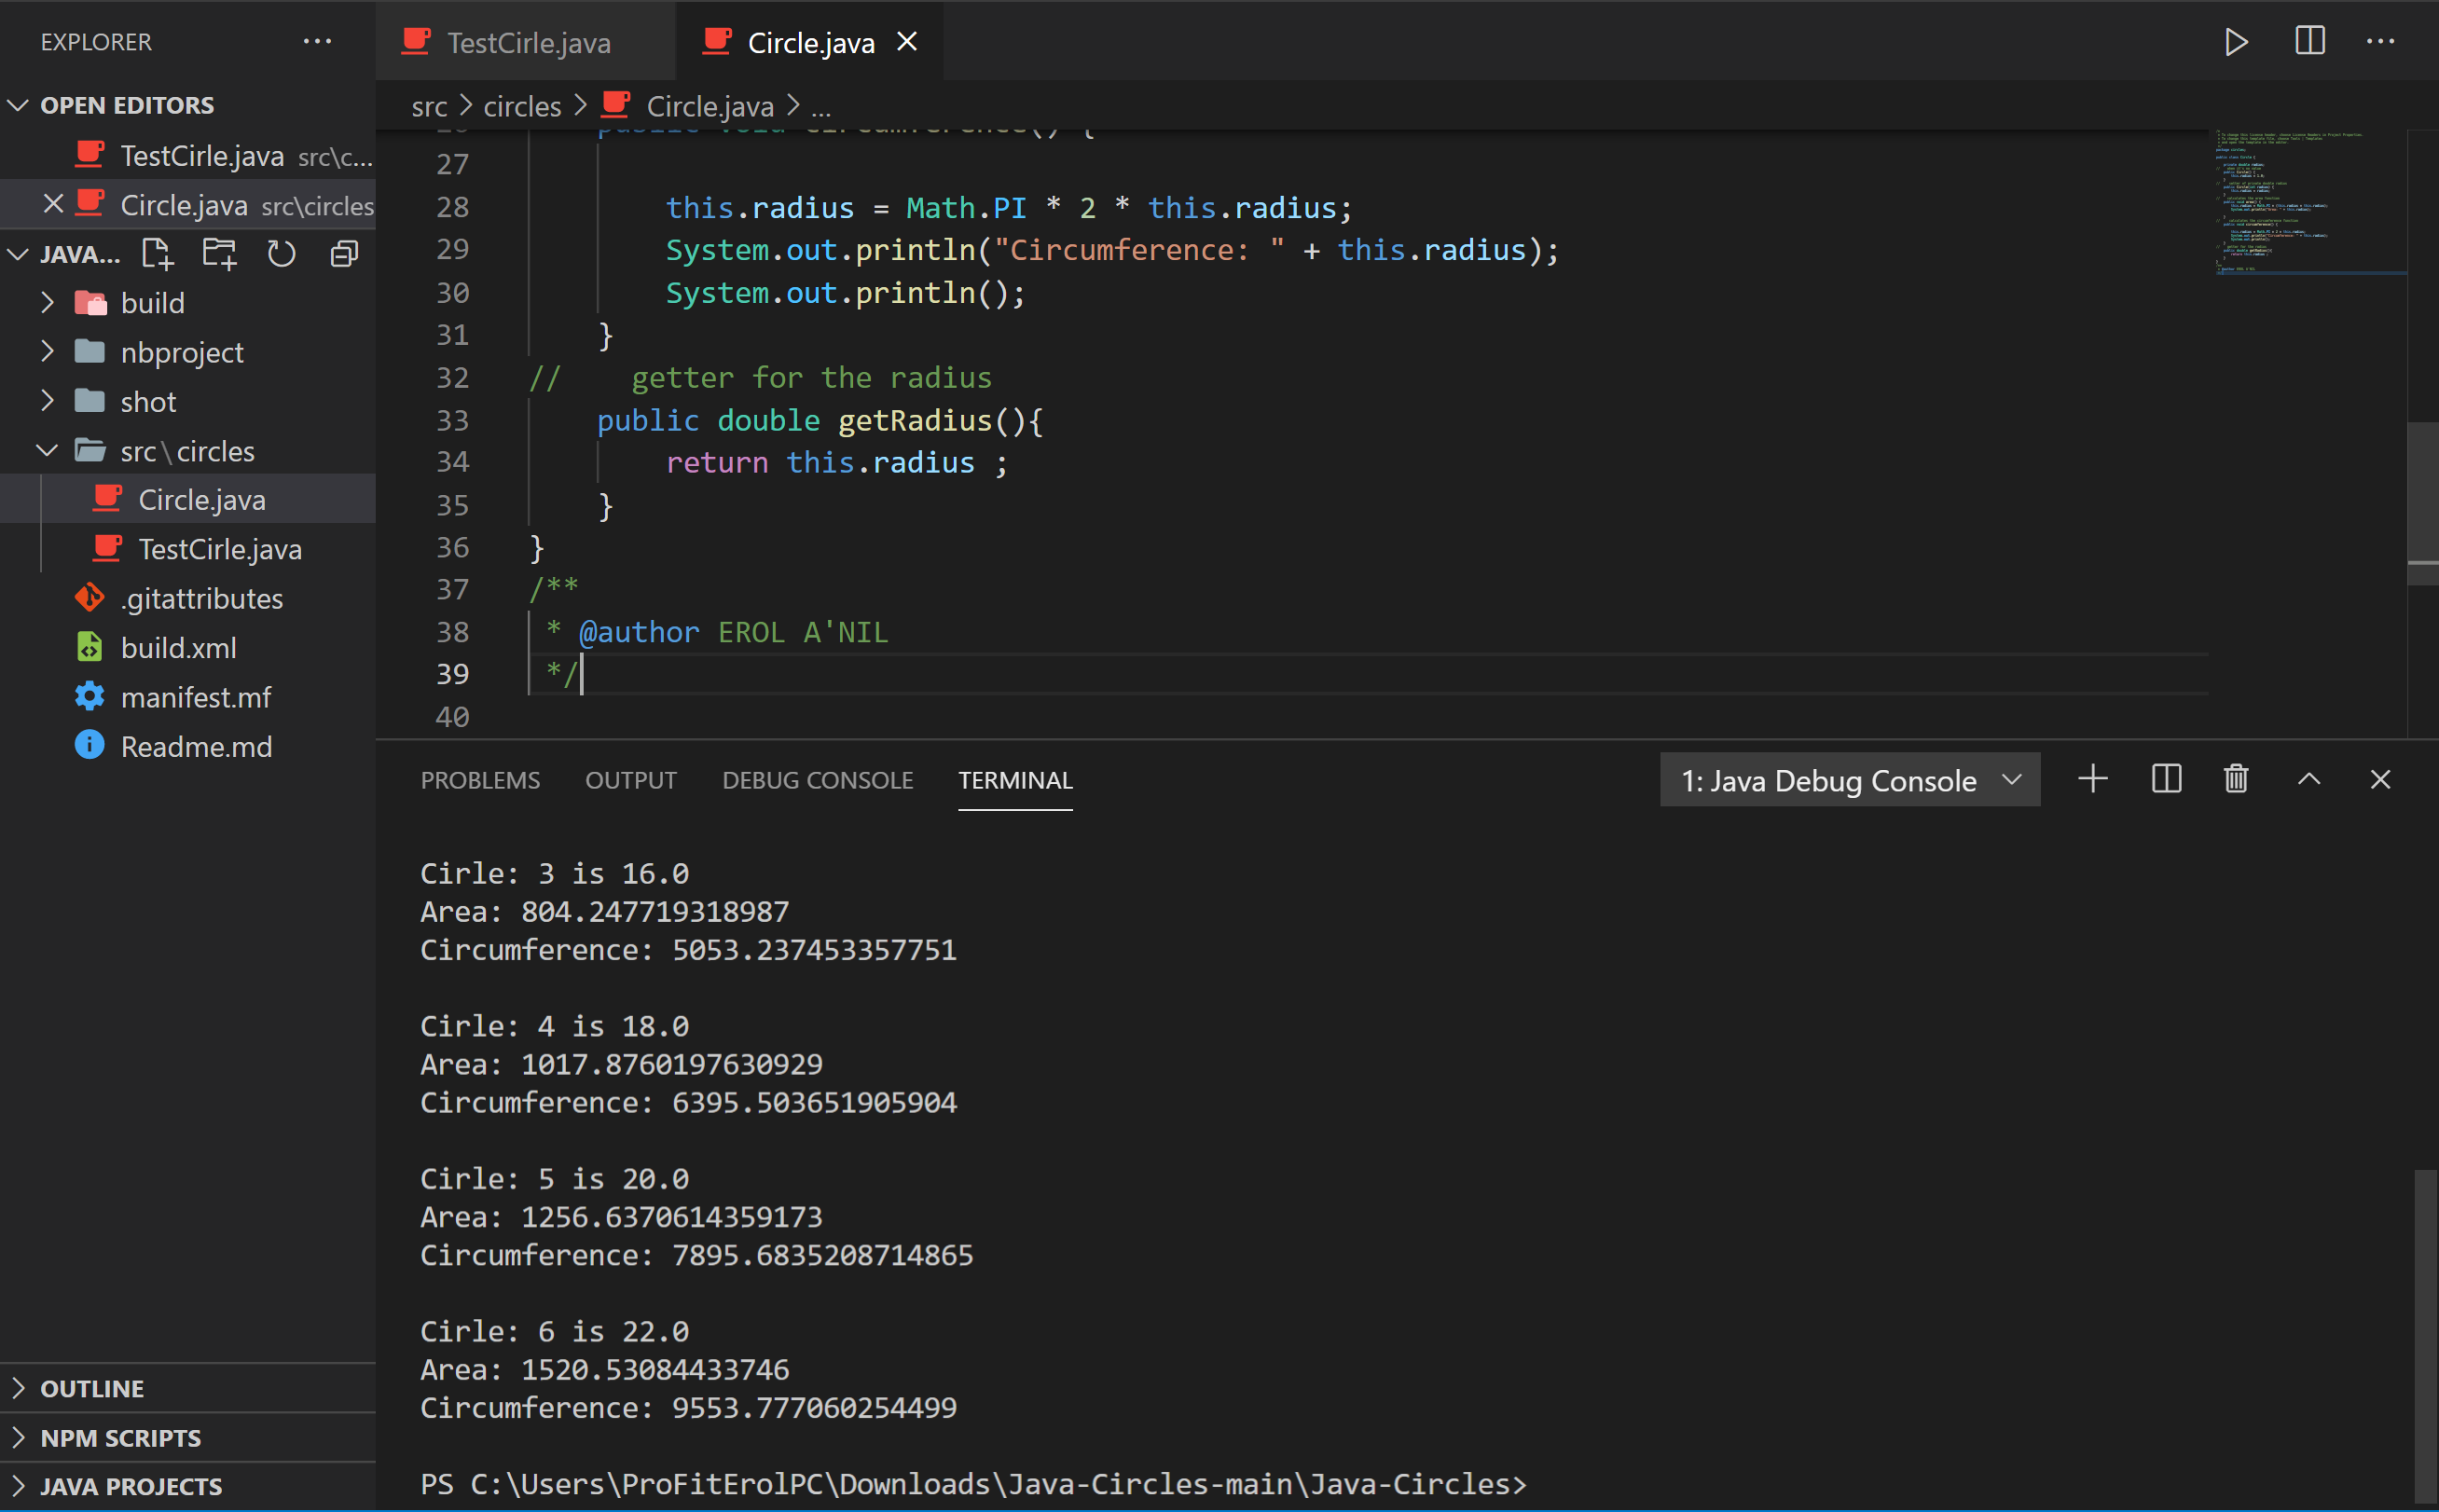 EXPLORER
OPEN EDITORS
TestCirle.java src\c...
Circle.java src\circles
JAVA...
build
nbproject
shot
src\circles
Circle.java
TestCirle.java
.gitattributes
build.xml
manifest.mf
Readme.md
OUTLINE
NPM SCRIPTS
JAVA PROJECTS
TestCirle.java
Circle.java
src > circles > Circle.java > ...
27
28 this.radius = Math.PI * 2 * this.radius;
29 System.out.println("Circumference: " + this.radius);
30 System.out.println();
31 }
32 // getter for the radius
33 public double getRadius(){
34 return this.radius ;
35 }
36 }
37 /**
38 * @author EROL A'NIL
39 */
40
PROBLEMS OUTPUT DEBUG CONSOLE TERMINAL 1: Java Debug Console
Cirle: 3 is 16.0
Area: 804.247719318987
Circumference: 5053.237453357751
Cirle: 4 is 18.0
Area: 1017.8760197630929
Circumference: 6395.503651905904
Cirle: 5 is 20.0
Area: 1256.6370614359173
Circumference: 7895.6835208714865
Cirle: 6 is 22.0
Area: 1520.53084433746
Circumference: 9553.777060254499
PS C:\Users\ProFitErolPC\Downloads\Java-Circles-main\Java-Circles>